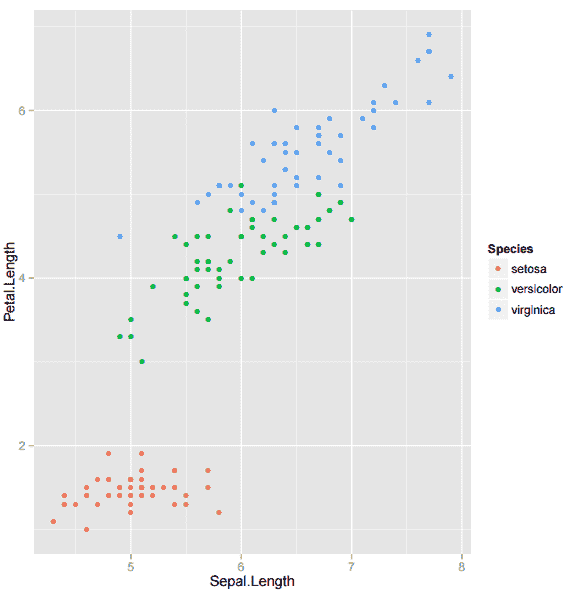 6
4
2
Petal.Length
5 6 7 8
Sepal.Length
Species
setosa
versicolor
virginica